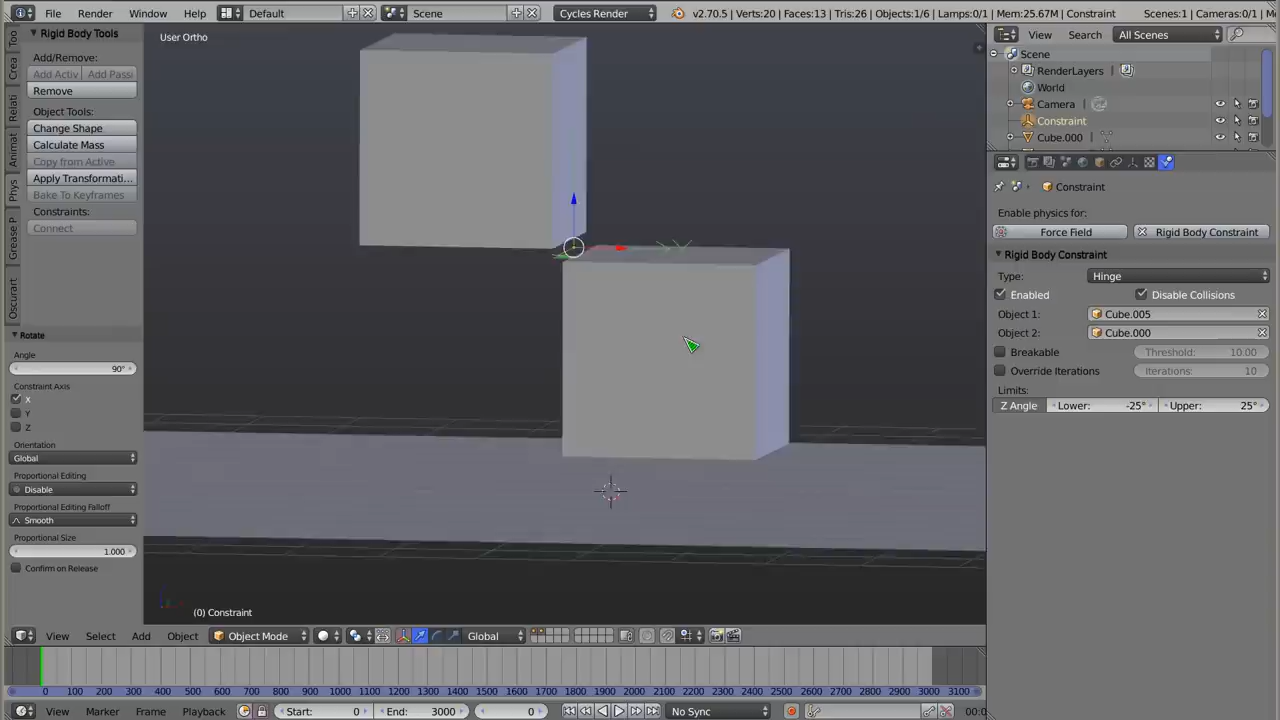 File Render Window Help Default Scene Cycles Render v2.70.5 | Verts:20 | Faces:13 | Tris:26 | Objects:1/6 | Lamps:0/1 | Mem:25.67M | Constraint Scenes:1 | Cameras:0/1 |
Rigid Body Tools
Add/Remove:
Add Activ Add Passi
Remove
Object Tools:
Change Shape
Calculate Mass
Copy from Active
Apply Transformati...
Bake To Keyframes
Constraints:
Connect
Too
Crea
Relati
Animat
Phys
Grease P
Oscurart
Rotate
Angle
90°
Constraint Axis
X
Y
Z
Orientation
Global
Proportional Editing
Disable
Proportional Editing Falloff
Smooth
Proportional Size
1.000
Confirm on Release
User Ortho
(0) Constraint
View Search All Scenes
Scene
RenderLayers |
World
Camera |
Constraint
Cube.000 |
Constraint
Enable physics for:
Force Field Rigid Body Constraint
Rigid Body Constraint
Type: Hinge
Enabled Disable Collisions
Object 1: Cube.005
Object 2: Cube.000
Breakable Threshold: 10.00
Override Iterations Iterations: 10
Limits:
Z Angle Lower: -25° Upper: 25°
View Select Add Object Object Mode Global
0 100 200 300 400 500 600 700 800 900 1000 1100 1200 1300 1400 1500 1600 1700 1800 1900 2000 2100 2200 2300 2400 2500 2600 2700 2800 2900 3000 3100
View Marker Frame Playback Start: 0 End: 3000 0 No Sync 00:0